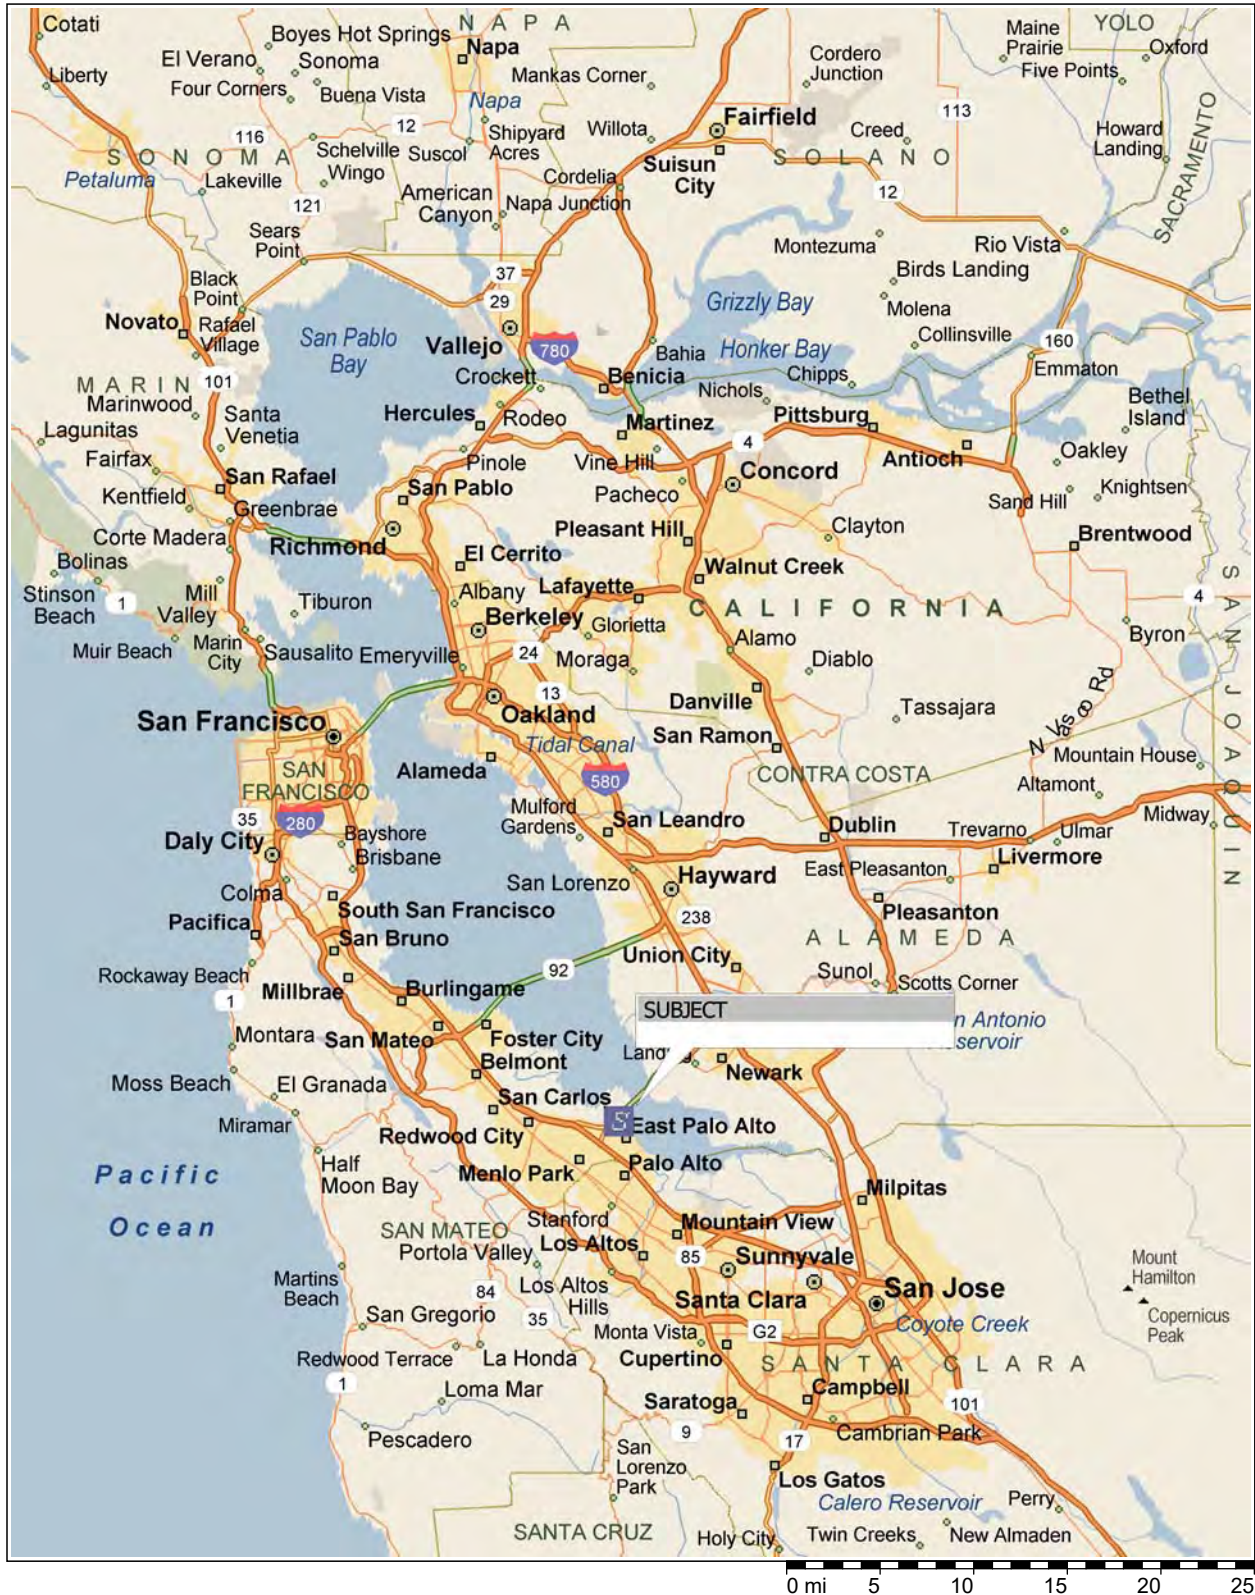 Cotati
Boyes Hot Springs
NAPA
Napa
YOLO
Maine
Prairie
Oxford
Five Points
El Verano
Sonoma
Cordero
Junction
Liberty
Four Corners
Buena Vista
Mankas Corner
Napa
113
116
12
Shipyard
Acres
Willota
Fairfield
Creed
Howard
Landing
SONOMA
Schelville
Suscol
Wingo
Suisun
City
SOLANO
SACRAMENTO
Petaluma
Lakeville
American
Canyon
Cordelia
Napa Junction
12
121
Sears
Point
Montezuma
Rio Vista
Black
Point
37
29
Birds Landing
Grizzly Bay
Molena
Novato
Rafael
Village
San Pablo
Bay
Vallejo
780
Bahia
Honker Bay
Collinsville
160
Emmaton
MARIN
101
Marinwood
Crockett
Benicia
Nichols
Chipps
Bethel
Island
Santa
Venetia
Hercules
Rodeo
Martinez
Pittsburg
Lagunitas
4
Antioch
Oakley
Fairfax
San Rafael
Pinole
Vine Hill
Concord
Kentfield
San Pablo
Pacheco
Sand Hill
Knightsen
Greenbrae
Corte Madera
Richmond
Pleasant Hill
Clayton
Brentwood
Bolinas
El Cerrito
Walnut Creek
Stinson
Beach
1
Mill
Valley
Tiburon
Albany
Lafayette
CALIFORNIA
4
SAN JOAQUIN
Berkeley
Glorietta
Alamo
Byron
Muir Beach
Marin
City
Sausalito
Emeryville
24
Moraga
Diablo
13
Danville
N Vasco Rd
San Francisco
Oakland
Tassajara
Tidal Canal
San Ramon
Mountain House
Alameda
SAN
FRANCISCO
580
CONTRA COSTA
Altamont
35
280
Mulford
Gardens
San Leandro
Dublin
Midway
Daly City
Bayshore
Brisbane
Trevarno
Ulmar
Livermore
San Lorenzo
Hayward
East Pleasanton
Colma
South San Francisco
238
Pleasanton
Pacifica
San Bruno
ALAMEDA
Union City
Rockaway Beach
92
Sunol
Scotts Corner
Millbrae
Burlingame
1
SUBJECT
n Antonio
servoir
Montara
San Mateo
Foster City
Belmont
Newark
Moss Beach
El Granada
San Carlos
Miramar
Redwood City
S
East Palo Alto
Half
Moon Bay
Menlo Park
Palo Alto
Pacific
Ocean
Milpitas
SAN MATEO
Stanford
Mountain View
Portola Valley
Los Altos
85
Sunnyvale
Mount
Hamilton
Martins
Beach
84
Los Altos
Hills
Santa Clara
San Jose
Copernicus
Peak
San Gregorio
35
Monta Vista
G2
Coyote Creek
Redwood Terrace
La Honda
Cupertino
SANTA CLARA
1
Loma Mar
Saratoga
Campbell
101
Pescadero
9
17
Cambrian Park
San
Lorenzo
Park
Los Gatos
Calero Reservoir
Perry
SANTA CRUZ
Holy City
Twin Creeks
New Almaden
0 mi 5 10 15 20 25